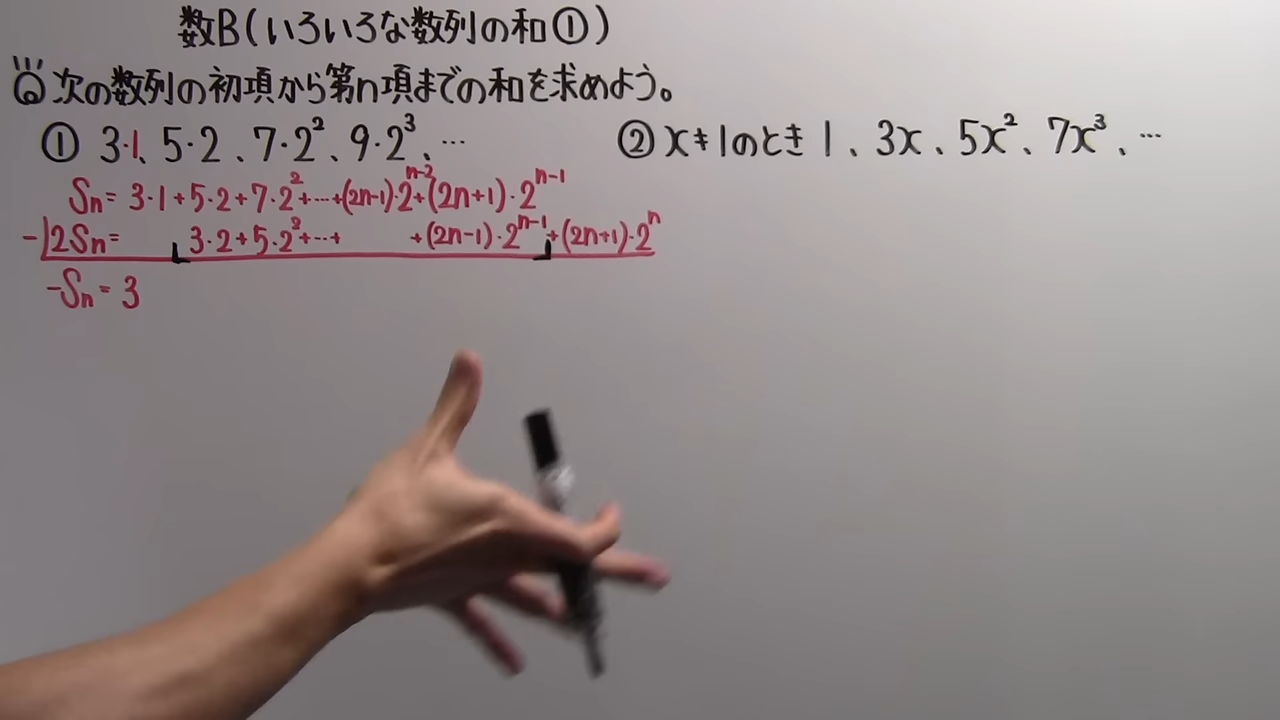 数B(いろいろな数列の和①)
Q 次の数列の初項から第n項までの和を求めよう。
① 3·1、5·2、7·2²、9·2³、…
Sn = 3·1+5·2+7·2²+…+(2n-1)·2^{n-2}+(2n+1)·2^{n-1}
-)2Sn = 3·2+5·2²+…+ +(2n-1)·2^{n-1}+(2n+1)·2^n
-Sn = 3
② x≠1のとき 1、3x、5x²、7x³、…